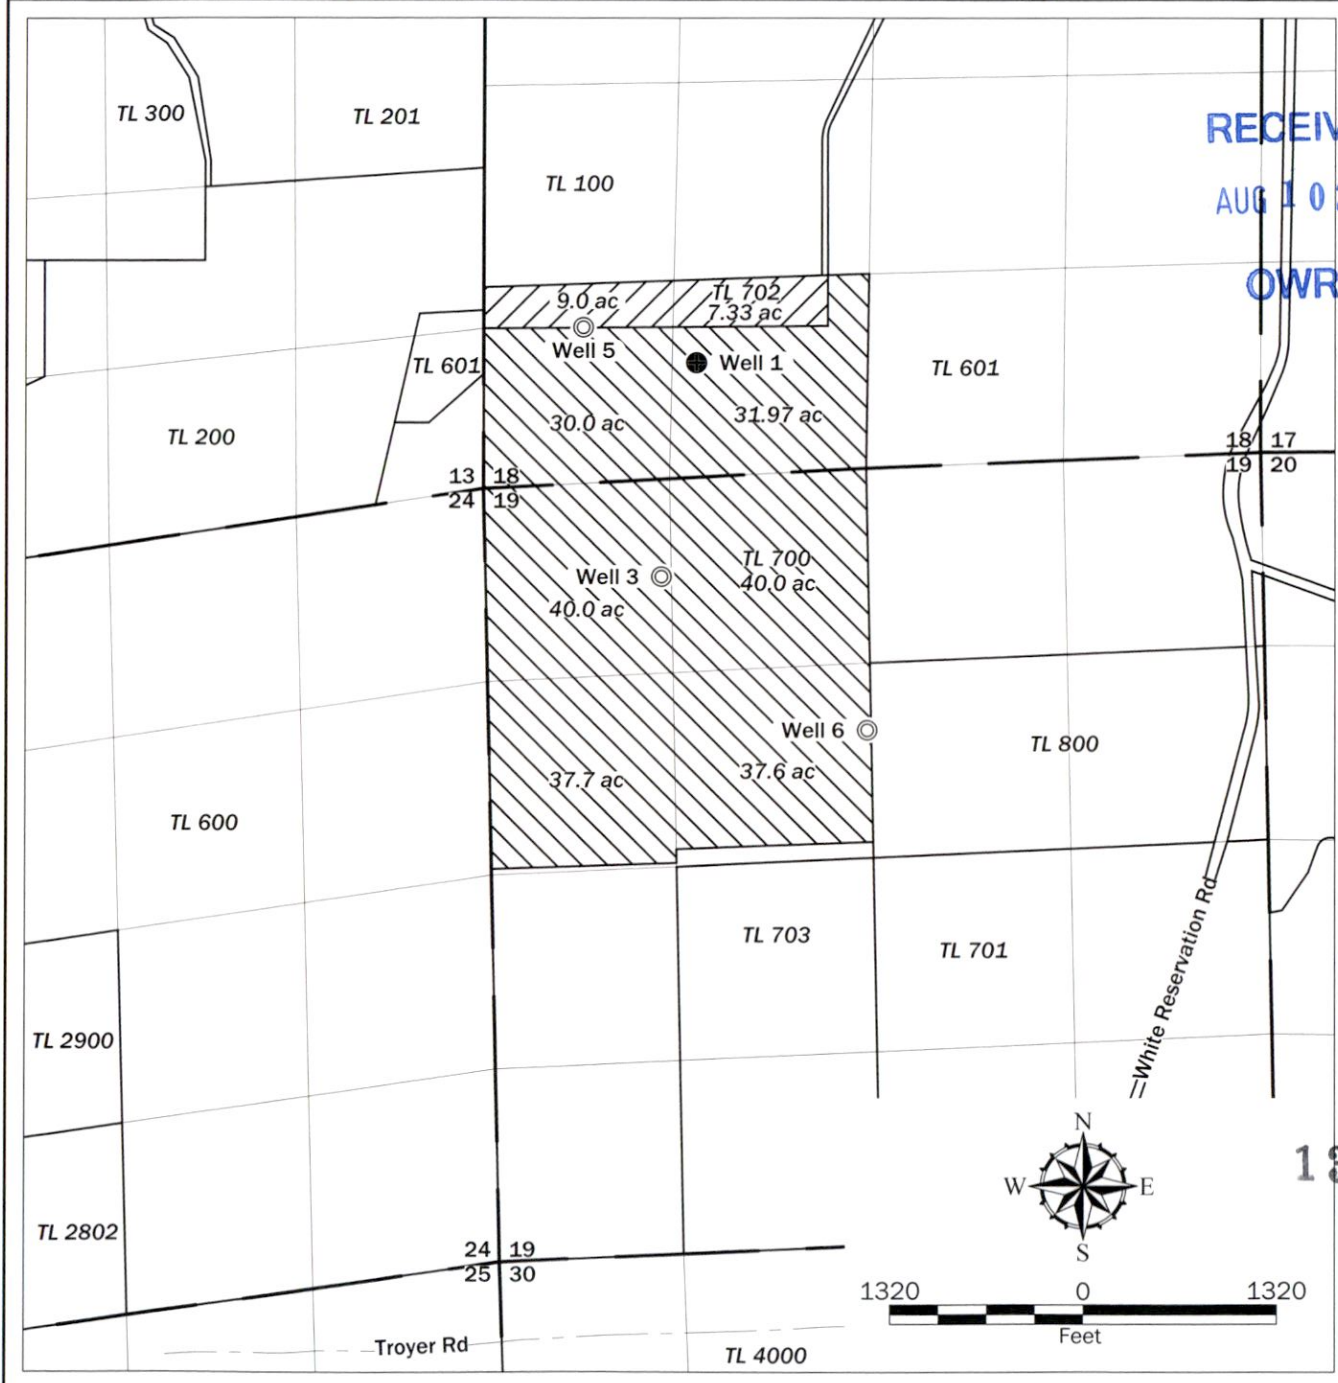 TL 300
TL 201
TL 100
RECEIV
AUG 10
OWR
9.0 ac
TL 702
7.33 ac
Well 5
Well 1
TL 601
TL 601
30.0 ac
31.97 ac
TL 200
18 17
19 20
13 18
24 19
TL 700
40.0 ac
Well 3
40.0 ac
Well 6
TL 800
37.7 ac
37.6 ac
TL 600
TL 703
TL 701
White Reservation Rd
TL 2900
N
W E
S
TL 2802
24 19
25 30
1320 0 1320
Feet
Troyer Rd
TL 4000